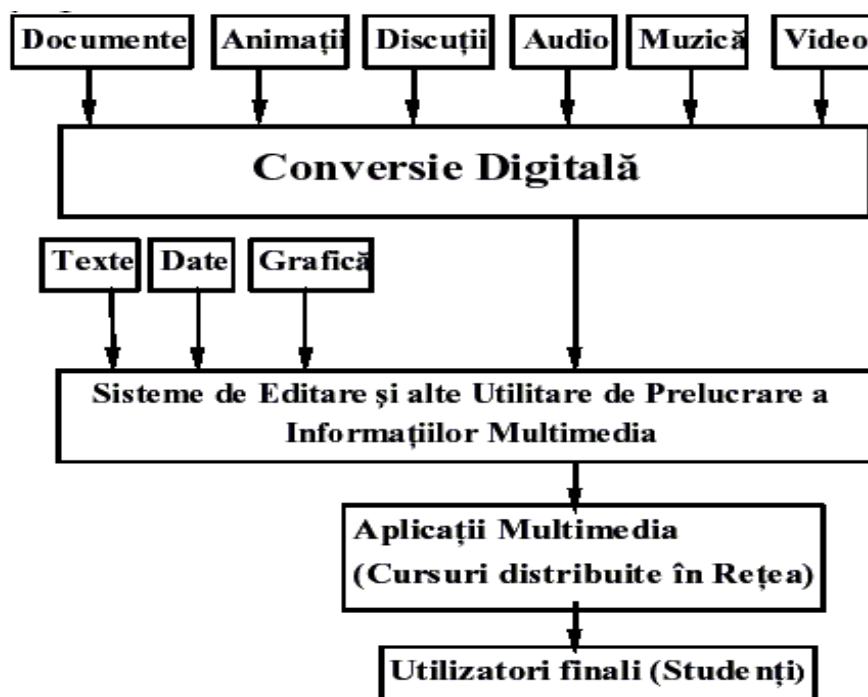 Documente
Animații
Discuții
Audio
Muzică
Video
Conversie Digitală
Texte
Date
Grafică
Sisteme de Editare și alte Utilitare de Prelucrare a
Informațiilor Multimedia
Aplicații Multimedia
(Cursuri distribuite în Rețea)
Utilizatori finali (Studenți)